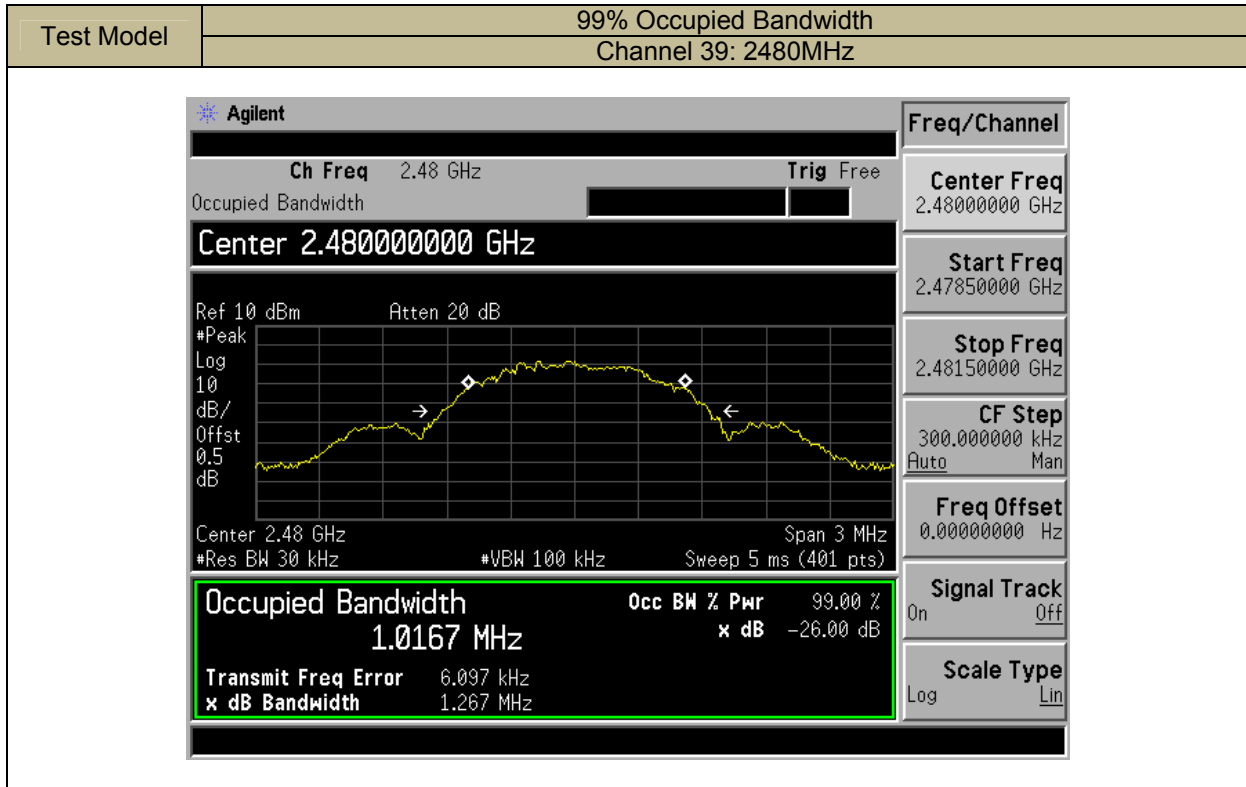 Test Model
99% Occupied Bandwidth
Channel 39: 2480MHz
Agilent
Freq/Channel
Ch Freq 2.48 GHz Trig Free
Occupied Bandwidth
Center 2.480000000 GHz
Ref 10 dBm Atten 20 dB
#Peak
Log
10
dB/
Offst
0.5
dB
Center 2.48 GHz Span 3 MHz
#Res BW 30 kHz #VBW 100 kHz Sweep 5 ms (401 pts)
Occupied Bandwidth Occ BW % Pwr 99.00 %
1.0167 MHz x dB -26.00 dB
Transmit Freq Error 6.097 kHz
x dB Bandwidth 1.267 MHz
Center Freq
2.48000000 GHz
Start Freq
2.47850000 GHz
Stop Freq
2.48150000 GHz
CF Step
300.000000 kHz
Auto Man
Freq Offset
0.00000000 Hz
Signal Track
On Off
Scale Type
Log Lin